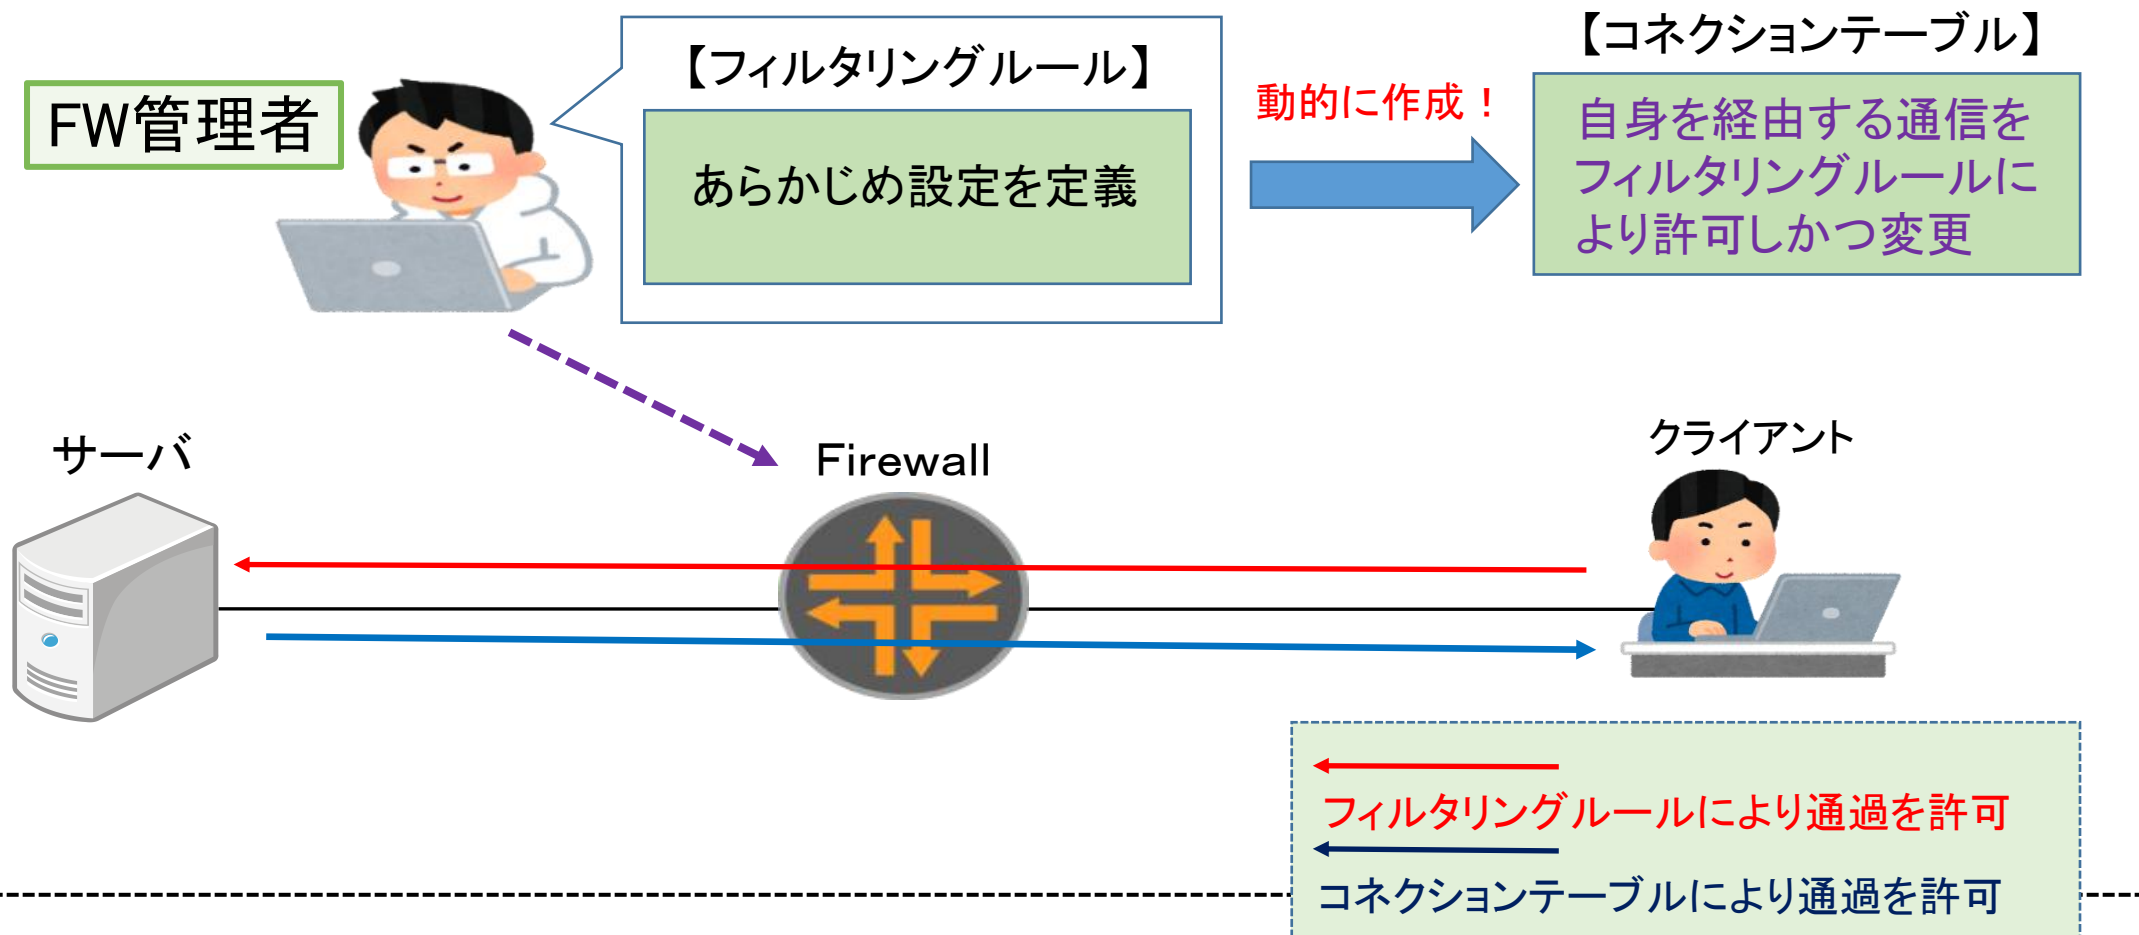 FW管理者
【フィルタリングルール】
あらかじめ設定を定義
動的に作成！
【コネクションテーブル】
自身を経由する通信を
フィルタリングルールに
より許可しかつ変更
サーバ
Firewall
クライアント
フィルタリングルールにより通過を許可
コネクションテーブルにより通過を許可